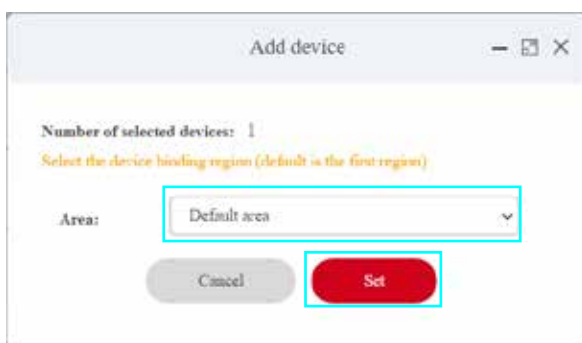 Add device
Number of selected devices: 1
Select the device binding region (default is the first region)
Area: Default area
Cancel Set